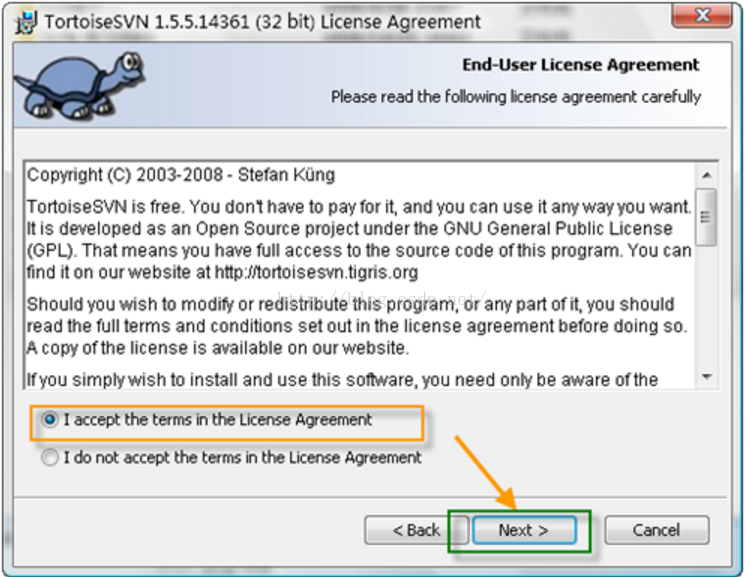 TortoiseSVN 1.5.5.14361 (32 bit) License Agreement
End-User License Agreement
Please read the following license agreement carefully
Copyright (C) 2003-2008 - Stefan Küng
TortoiseSVN is free. You don't have to pay for it, and you can use it any way you want.
It is developed as an Open Source project under the GNU General Public License
(GPL). That means you have full access to the source code of this program. You can
find it on our website at http://tortoisesvn.tigris.org
http://blog.csdn.net/
Should you wish to modify or redistribute this program, or any part of it, you should
read the full terms and conditions set out in the license agreement before doing so.
A copy of the license is available on our website.
If you simply wish to install and use this software, you need only be aware of the
I accept the terms in the License Agreement
I do not accept the terms in the License Agreement
< Back
Next >
Cancel